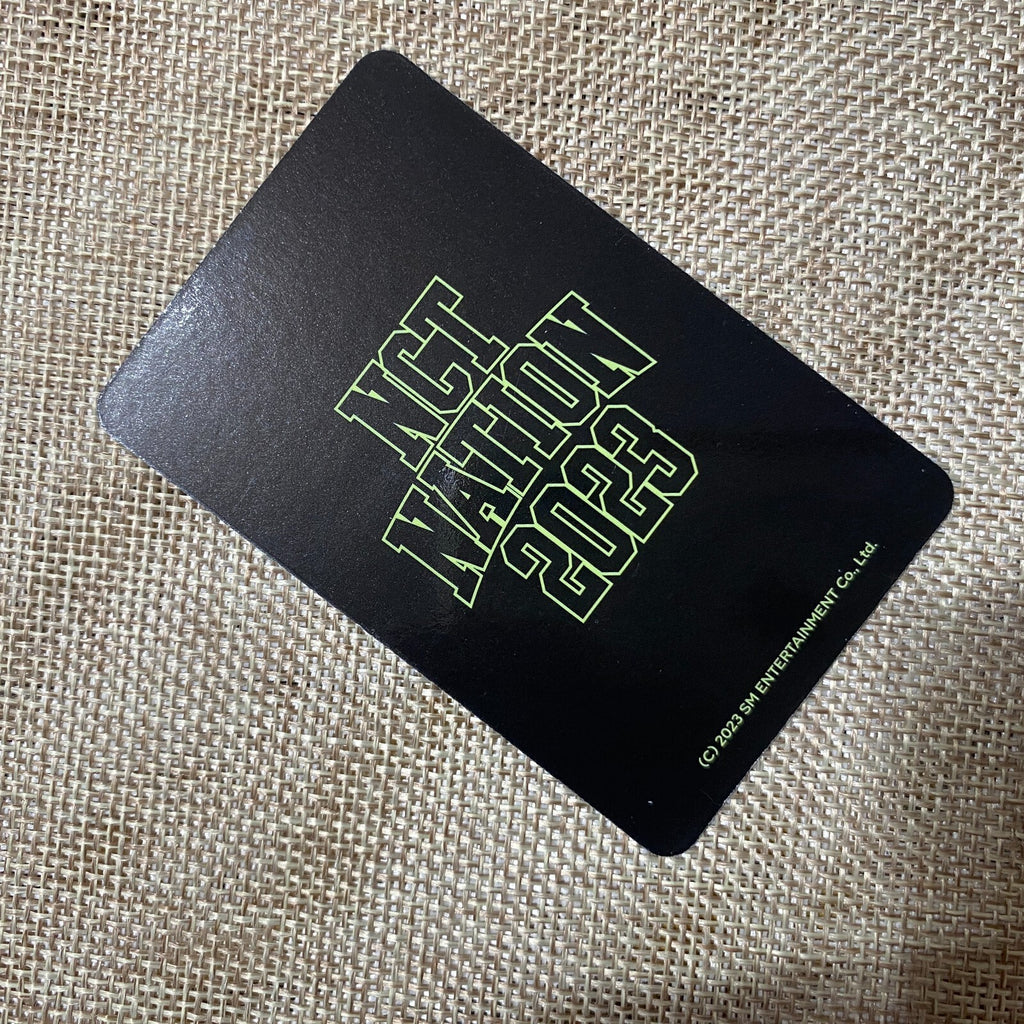 NCT
NATION
2023
(C) 2023 SM ENTERTAINMENT Co., Ltd.